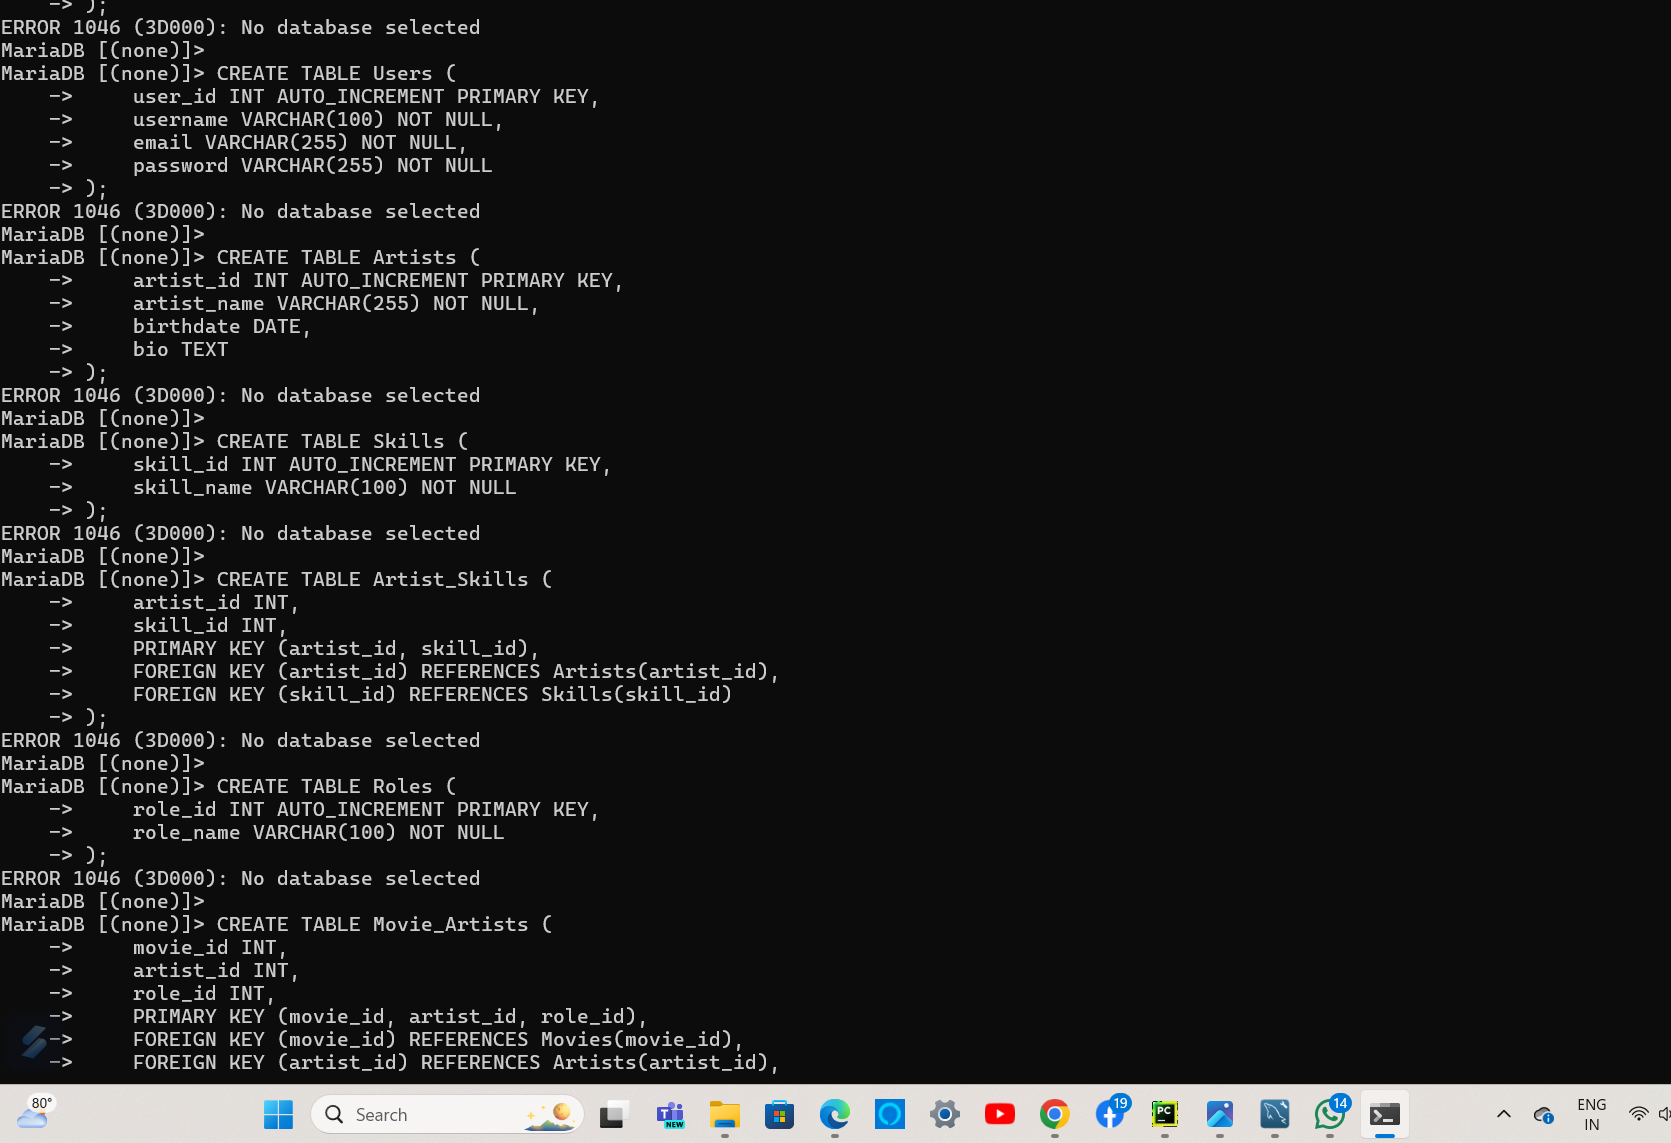 -> );
ERROR 1046 (3D000): No database selected
MariaDB [(none)]>
MariaDB [(none)]> CREATE TABLE Users (
    ->     user_id INT AUTO_INCREMENT PRIMARY KEY,
    ->     username VARCHAR(100) NOT NULL,
    ->     email VARCHAR(255) NOT NULL,
    ->     password VARCHAR(255) NOT NULL
    -> );
ERROR 1046 (3D000): No database selected
MariaDB [(none)]>
MariaDB [(none)]> CREATE TABLE Artists (
    ->     artist_id INT AUTO_INCREMENT PRIMARY KEY,
    ->     artist_name VARCHAR(255) NOT NULL,
    ->     birthdate DATE,
    ->     bio TEXT
    -> );
ERROR 1046 (3D000): No database selected
MariaDB [(none)]>
MariaDB [(none)]> CREATE TABLE Skills (
    ->     skill_id INT AUTO_INCREMENT PRIMARY KEY,
    ->     skill_name VARCHAR(100) NOT NULL
    -> );
ERROR 1046 (3D000): No database selected
MariaDB [(none)]>
MariaDB [(none)]> CREATE TABLE Artist_Skills (
    ->     artist_id INT,
    ->     skill_id INT,
    ->     PRIMARY KEY (artist_id, skill_id),
    ->     FOREIGN KEY (artist_id) REFERENCES Artists(artist_id),
    ->     FOREIGN KEY (skill_id) REFERENCES Skills(skill_id)
    -> );
ERROR 1046 (3D000): No database selected
MariaDB [(none)]>
MariaDB [(none)]> CREATE TABLE Roles (
    ->     role_id INT AUTO_INCREMENT PRIMARY KEY,
    ->     role_name VARCHAR(100) NOT NULL
    -> );
ERROR 1046 (3D000): No database selected
MariaDB [(none)]>
MariaDB [(none)]> CREATE TABLE Movie_Artists (
    ->     movie_id INT,
    ->     artist_id INT,
    ->     role_id INT,
    ->     PRIMARY KEY (movie_id, artist_id, role_id),
    ->     FOREIGN KEY (movie_id) REFERENCES Movies(movie_id),
    ->     FOREIGN KEY (artist_id) REFERENCES Artists(artist_id),
80°
Search
T
NEW
19
PC
14
ENG
IN